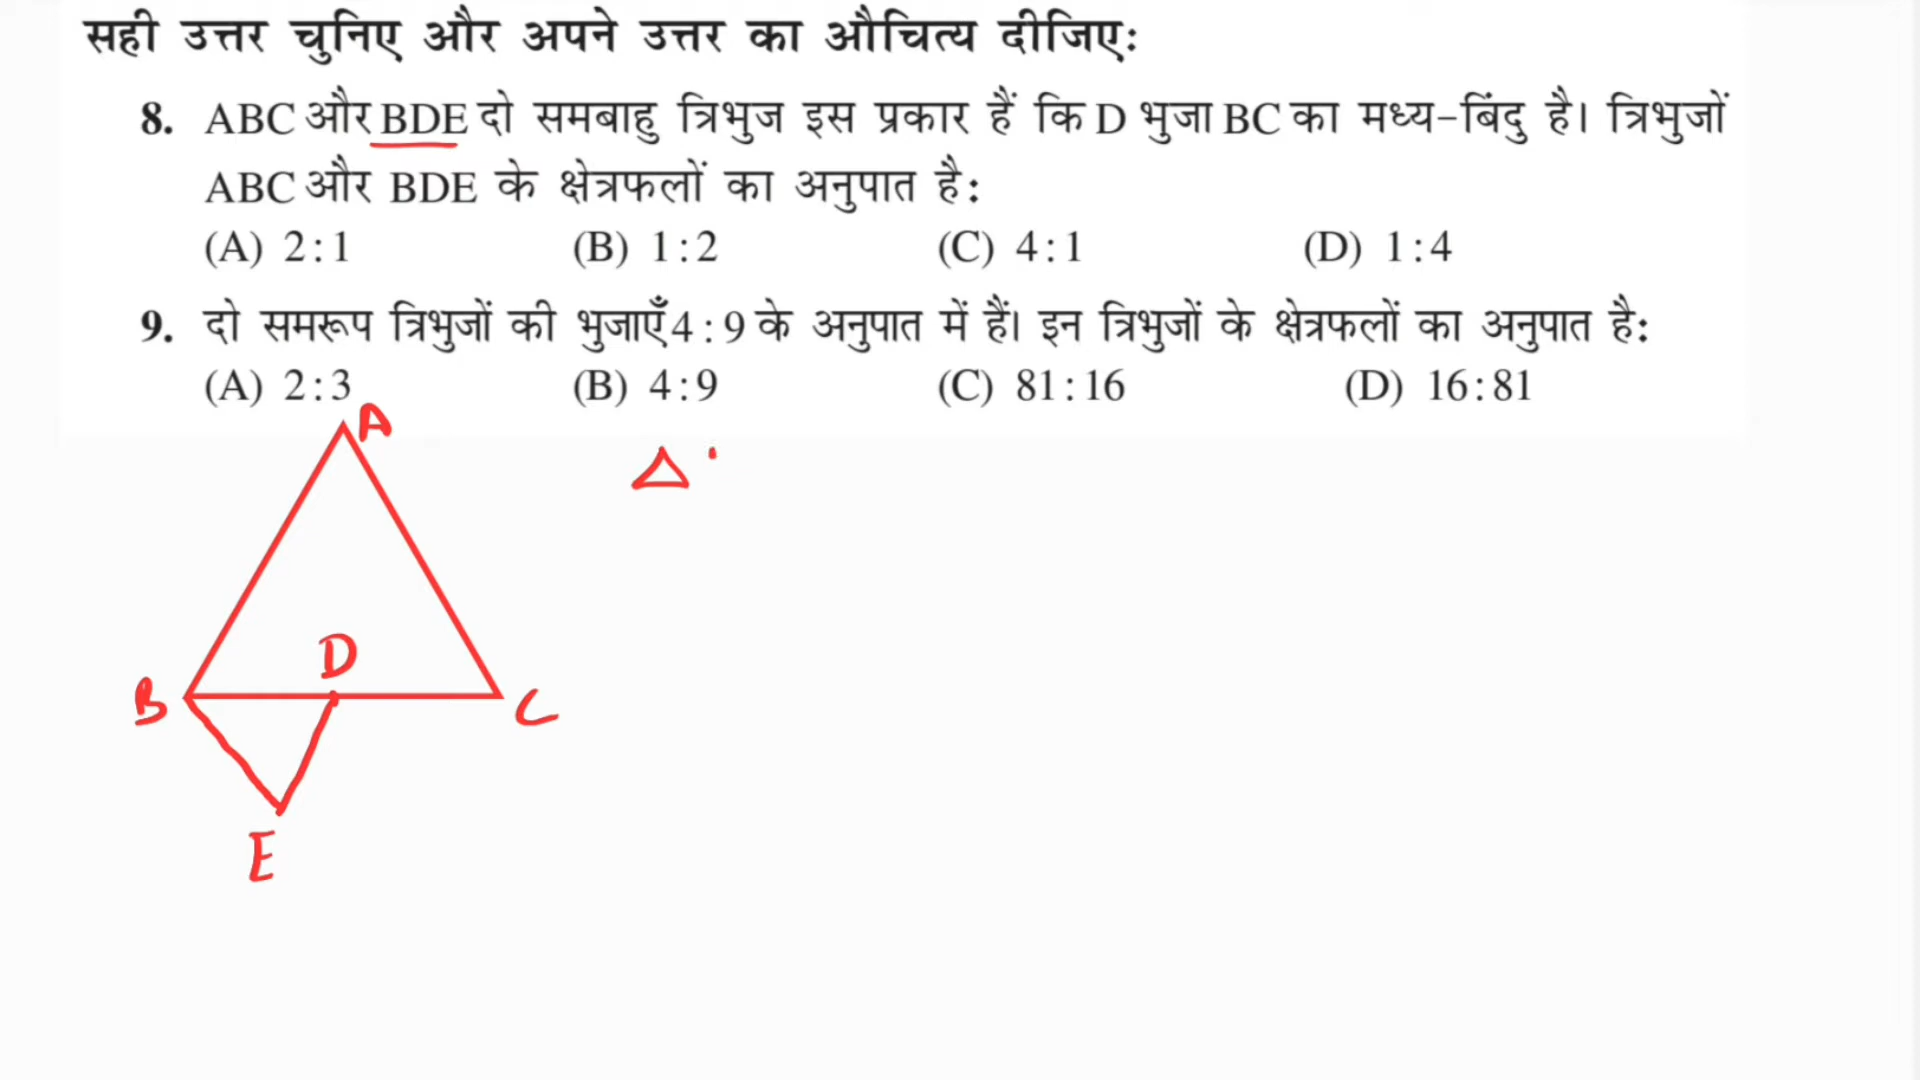 सही उत्तर चुनिए और अपने उत्तर का औचित्य दीजिए:
8. ABC और BDE दो समबाहु त्रिभुज इस प्रकार हैं कि D भुजा BC का मध्य-बिंदु है। त्रिभुजों
ABC और BDE के क्षेत्रफलों का अनुपात है:
(A) 2 : 1 (B) 1 : 2 (C) 4 : 1 (D) 1 : 4
9. दो समरूप त्रिभुजों की भुजाएँ 4 : 9 के अनुपात में हैं। इन त्रिभुजों के क्षेत्रफलों का अनुपात है:
(A) 2 : 3 (B) 4 : 9 (C) 81 : 16 (D) 16 : 81
A
Δ
D
B
C
E